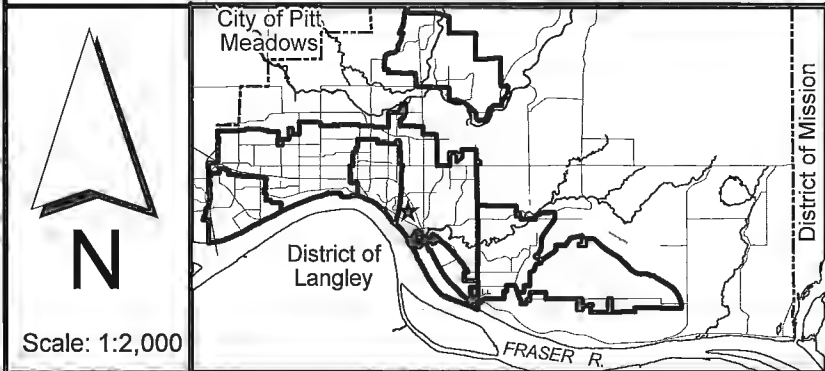 City of Pitt
Meadows
District of Mission
District of
Langley
N
Scale: 1:2,000
FRASER R.